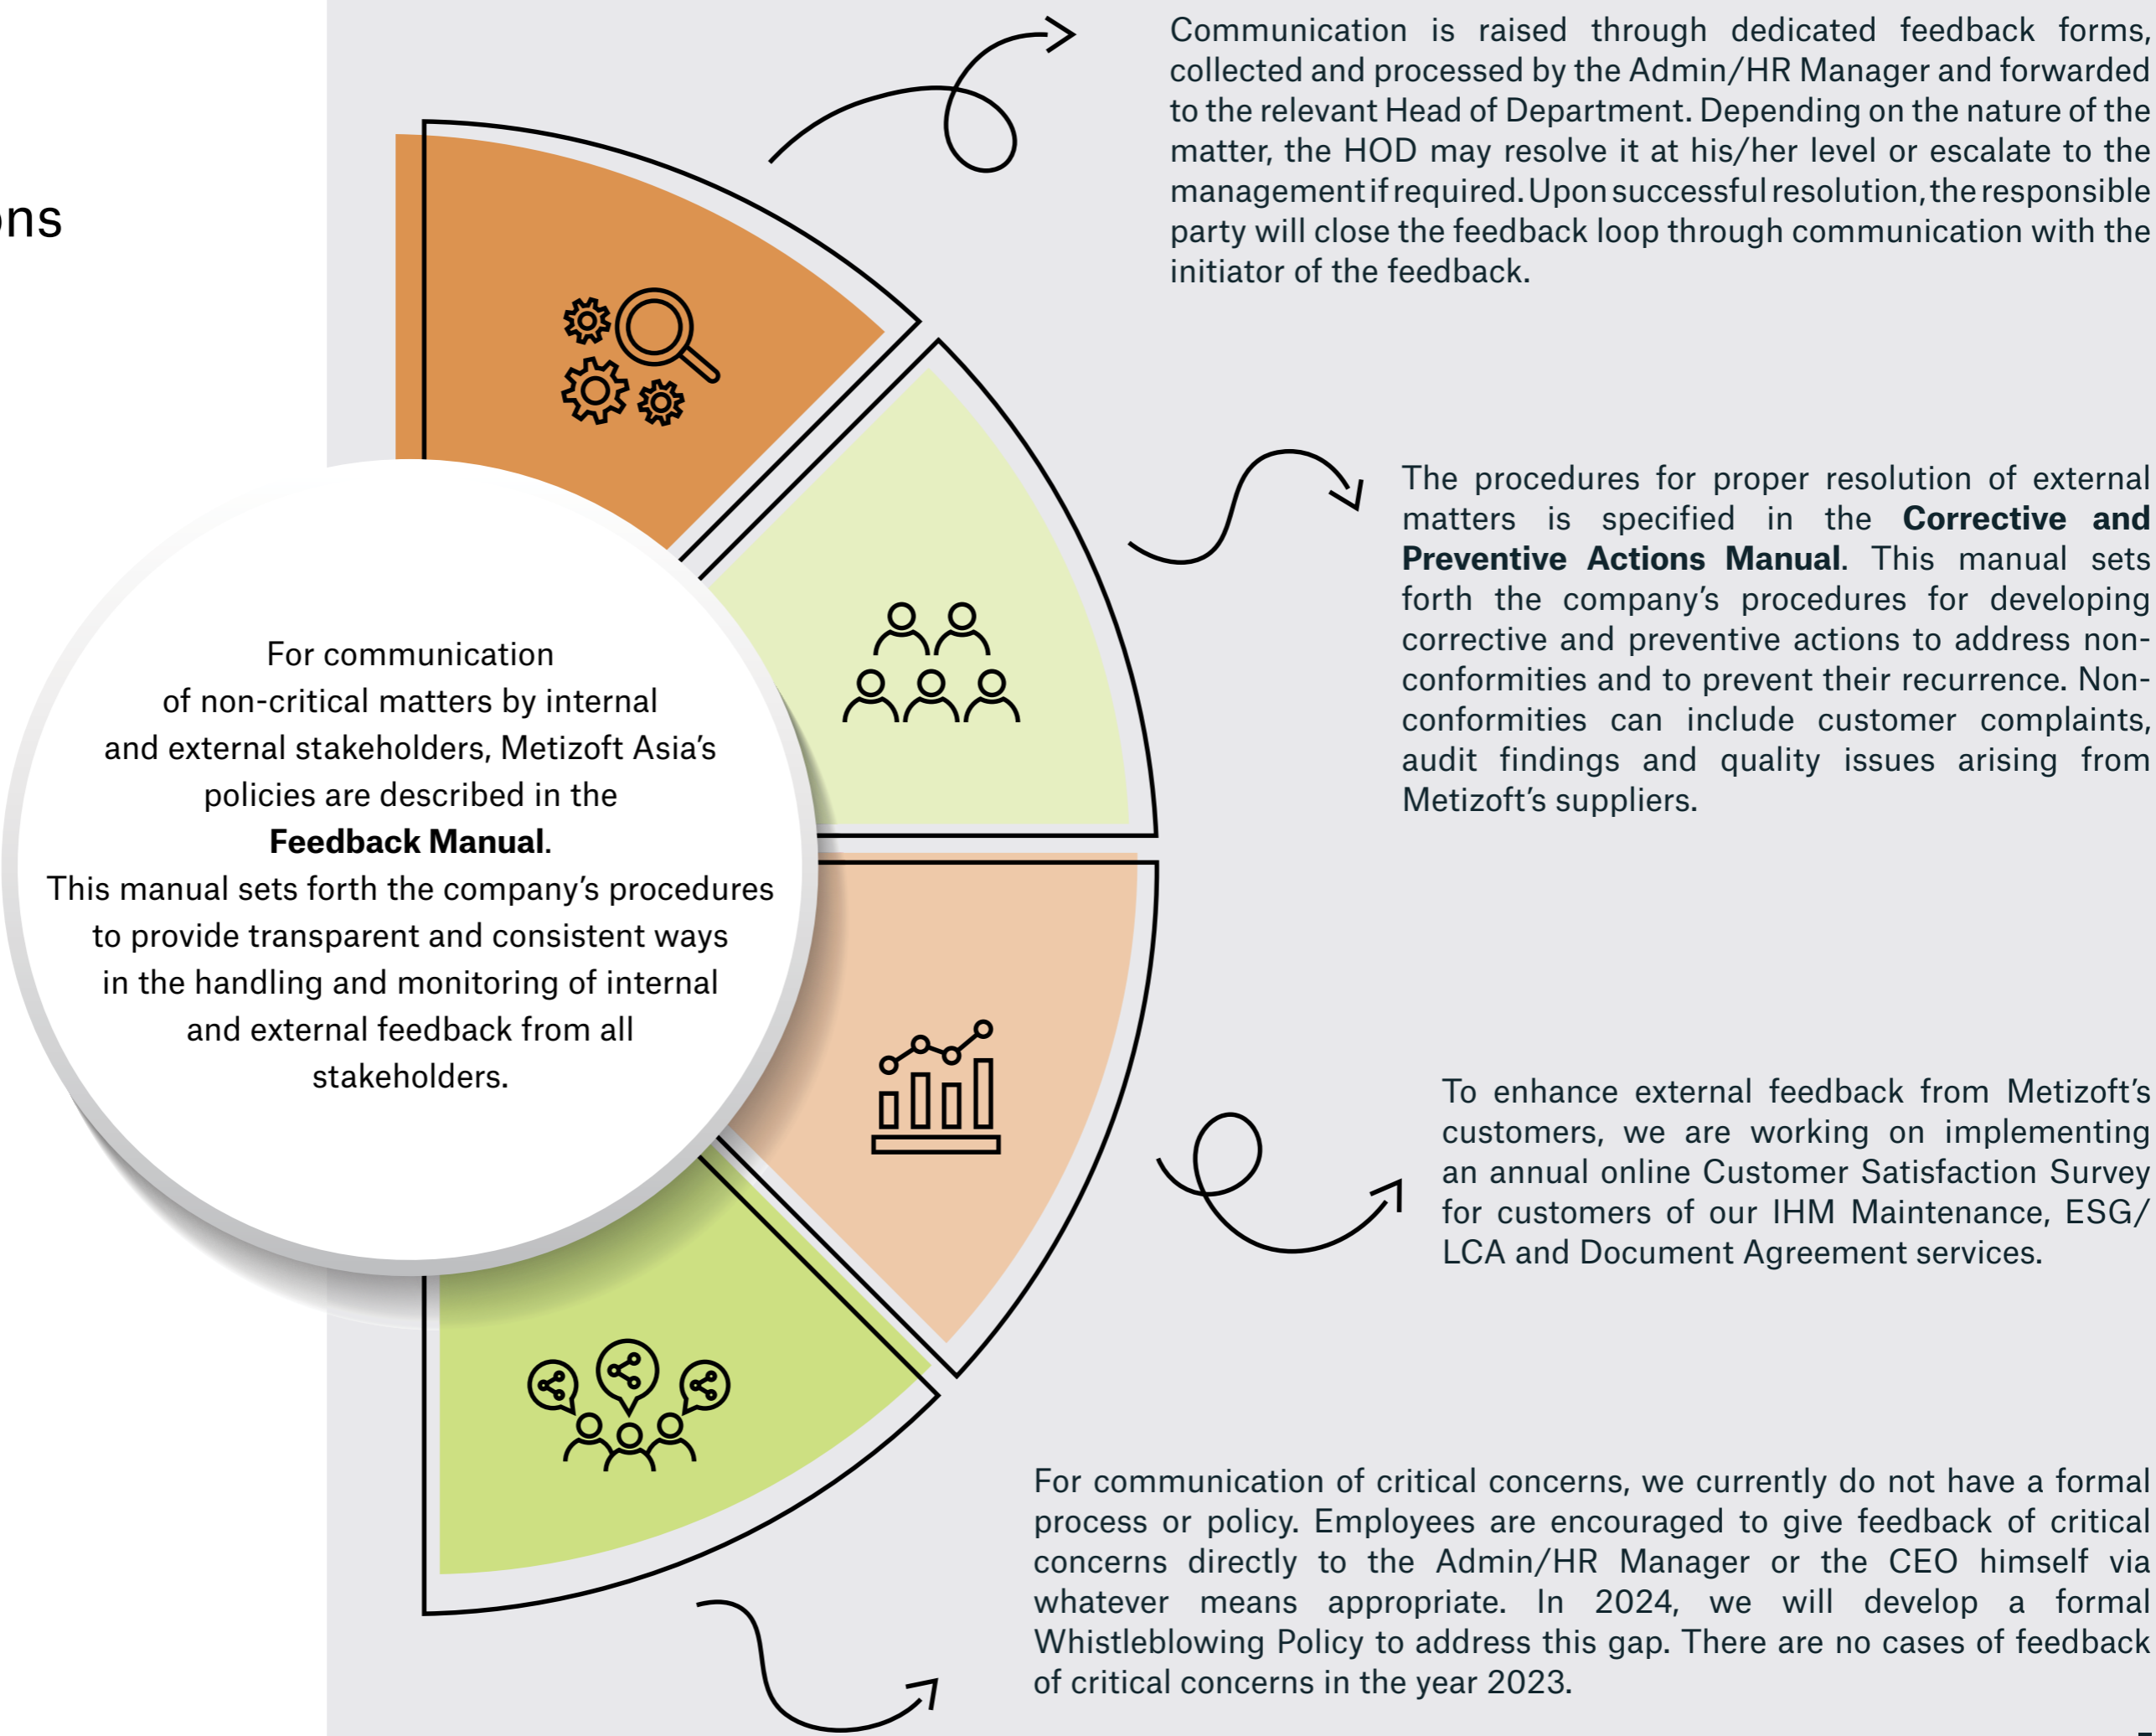 Communication is raised through dedicated feedback forms,
collected and processed by the Admin/HR Manager and forwarded
to the relevant Head of Department. Depending on the nature of the
matter, the HOD may resolve it at his/her level or escalate to the
management if required. Upon successful resolution, the responsible
party will close the feedback loop through communication with the
initiator of the feedback.
The procedures for proper resolution of external
matters is specified in the Corrective and
Preventive Actions Manual. This manual sets
forth the company's procedures for developing
corrective and preventive actions to address non-
conformities and to prevent their recurrence. Non-
conformities can include customer complaints,
audit findings and quality issues arising from
Metizoft's suppliers.
For communication
of non-critical matters by internal
and external stakeholders, Metizoft Asia's
policies are described in the
Feedback Manual.
This manual sets forth the company's procedures
to provide transparent and consistent ways
in the handling and monitoring of internal
and external feedback from all
stakeholders.
To enhance external feedback from Metizoft's
customers, we are working on implementing
an annual online Customer Satisfaction Survey
for customers of our IHM Maintenance, ESG/
LCA and Document Agreement services.
For communication of critical concerns, we currently do not have a formal
process or policy. Employees are encouraged to give feedback of critical
concerns directly to the Admin/HR Manager or the CEO himself via
whatever means appropriate. In 2024, we will develop a formal
Whistleblowing Policy to address this gap. There are no cases of feedback
of critical concerns in the year 2023.